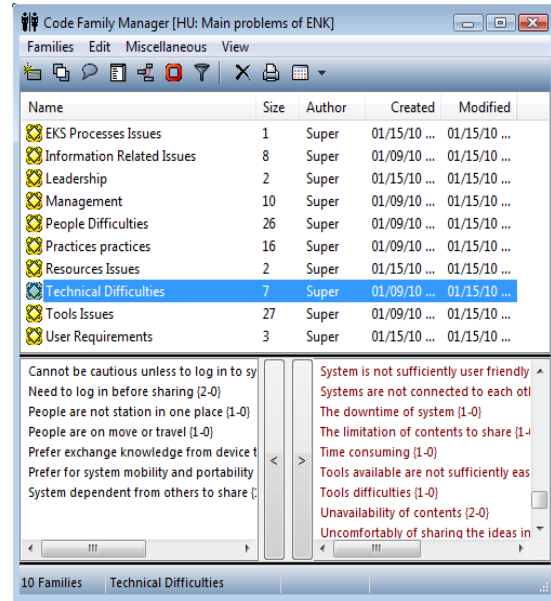 Code Family Manager [HU: Main problems of ENK]
Families Edit Miscellaneous View
Name Size Author Created Modified
EKS Processes Issues 1 Super 01/15/10 ... 01/15/10 ...
Information Related Issues 8 Super 01/09/10 ... 01/15/10 ...
Leadership 2 Super 01/15/10 ... 01/15/10 ...
Management 10 Super 01/09/10 ... 01/15/10 ...
People Difficulties 26 Super 01/09/10 ... 01/15/10 ...
Practices practices 16 Super 01/09/10 ... 01/15/10 ...
Resources Issues 2 Super 01/15/10 ... 01/15/10 ...
Technical Difficulties 7 Super 01/09/10 ... 01/15/10 ...
Tools Issues 27 Super 01/09/10 ... 01/15/10 ...
User Requirements 3 Super 01/15/10 ... 01/15/10 ...
Cannot be cautious unless to log in to sy
Need to log in before sharing {2-0}
People are not station in one place {1-0}
People are on move or travel {1-0}
Prefer exchange knowledge from device t
Prefer for system mobility and portability
System dependent from others to share {
< >
System is not sufficiently user friendly
Systems are not connected to each otl
The downtime of system {1-0}
The limitation of contents to share {1-
Time consuming {1-0}
Tools available are not sufficiently eas
Tools difficulties {1-0}
Unavailability of contents {2-0}
Uncomfortably of sharing the ideas in
10 Families Technical Difficulties